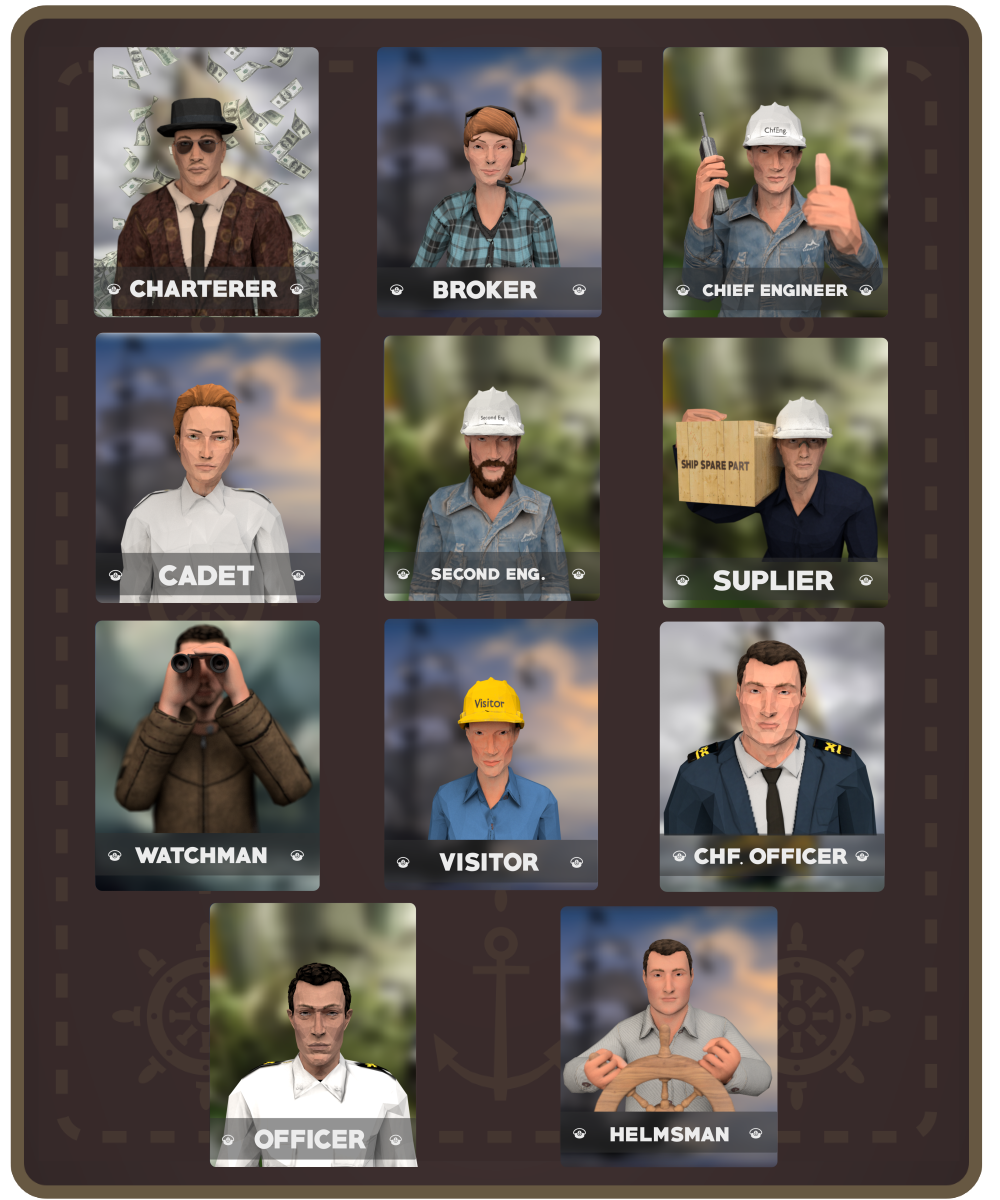 CHARTERER
BROKER
ChfEng.
CHIEF ENGINEER
CADET
Second Eng.
SECOND ENG.
SHIP SPARE PART
SUPLIER
WATCHMAN
Visitor
VISITOR
CHF. OFFICER
OFFICER
HELMSMAN